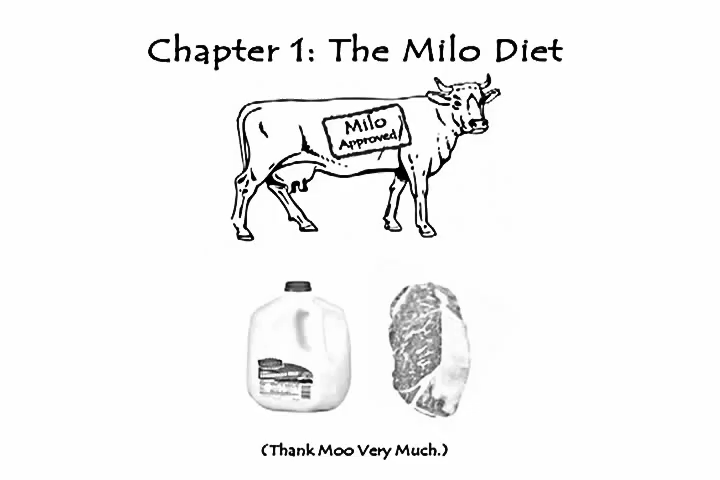 Chapter 1: The Milo Diet
Milo
Approved
(Thank Moo Very Much.)